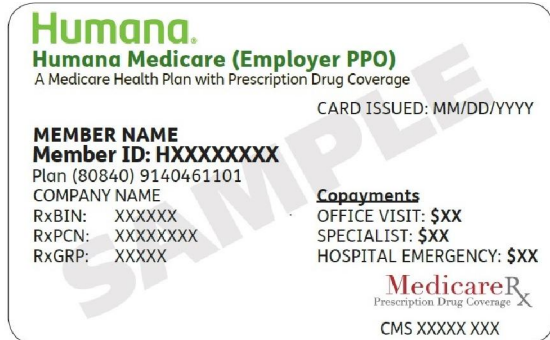 Humana®
Humana Medicare (Employer PPO)
A Medicare Health Plan with Prescription Drug Coverage
CARD ISSUED: MM/DD/YYYY
MEMBER NAME
Member ID: HXXXXXXXX
Plan (80840) 9140461101
COMPANY NAME
RxBIN: XXXXXX
RxPCN: XXXXXXXX
RxGRP: XXXXX
Copayments
OFFICE VISIT: $XX
SPECIALIST: $XX
HOSPITAL EMERGENCY: $XX
MedicareRx
Prescription Drug Coverage
CMS XXXXX XXX
SAMPLE